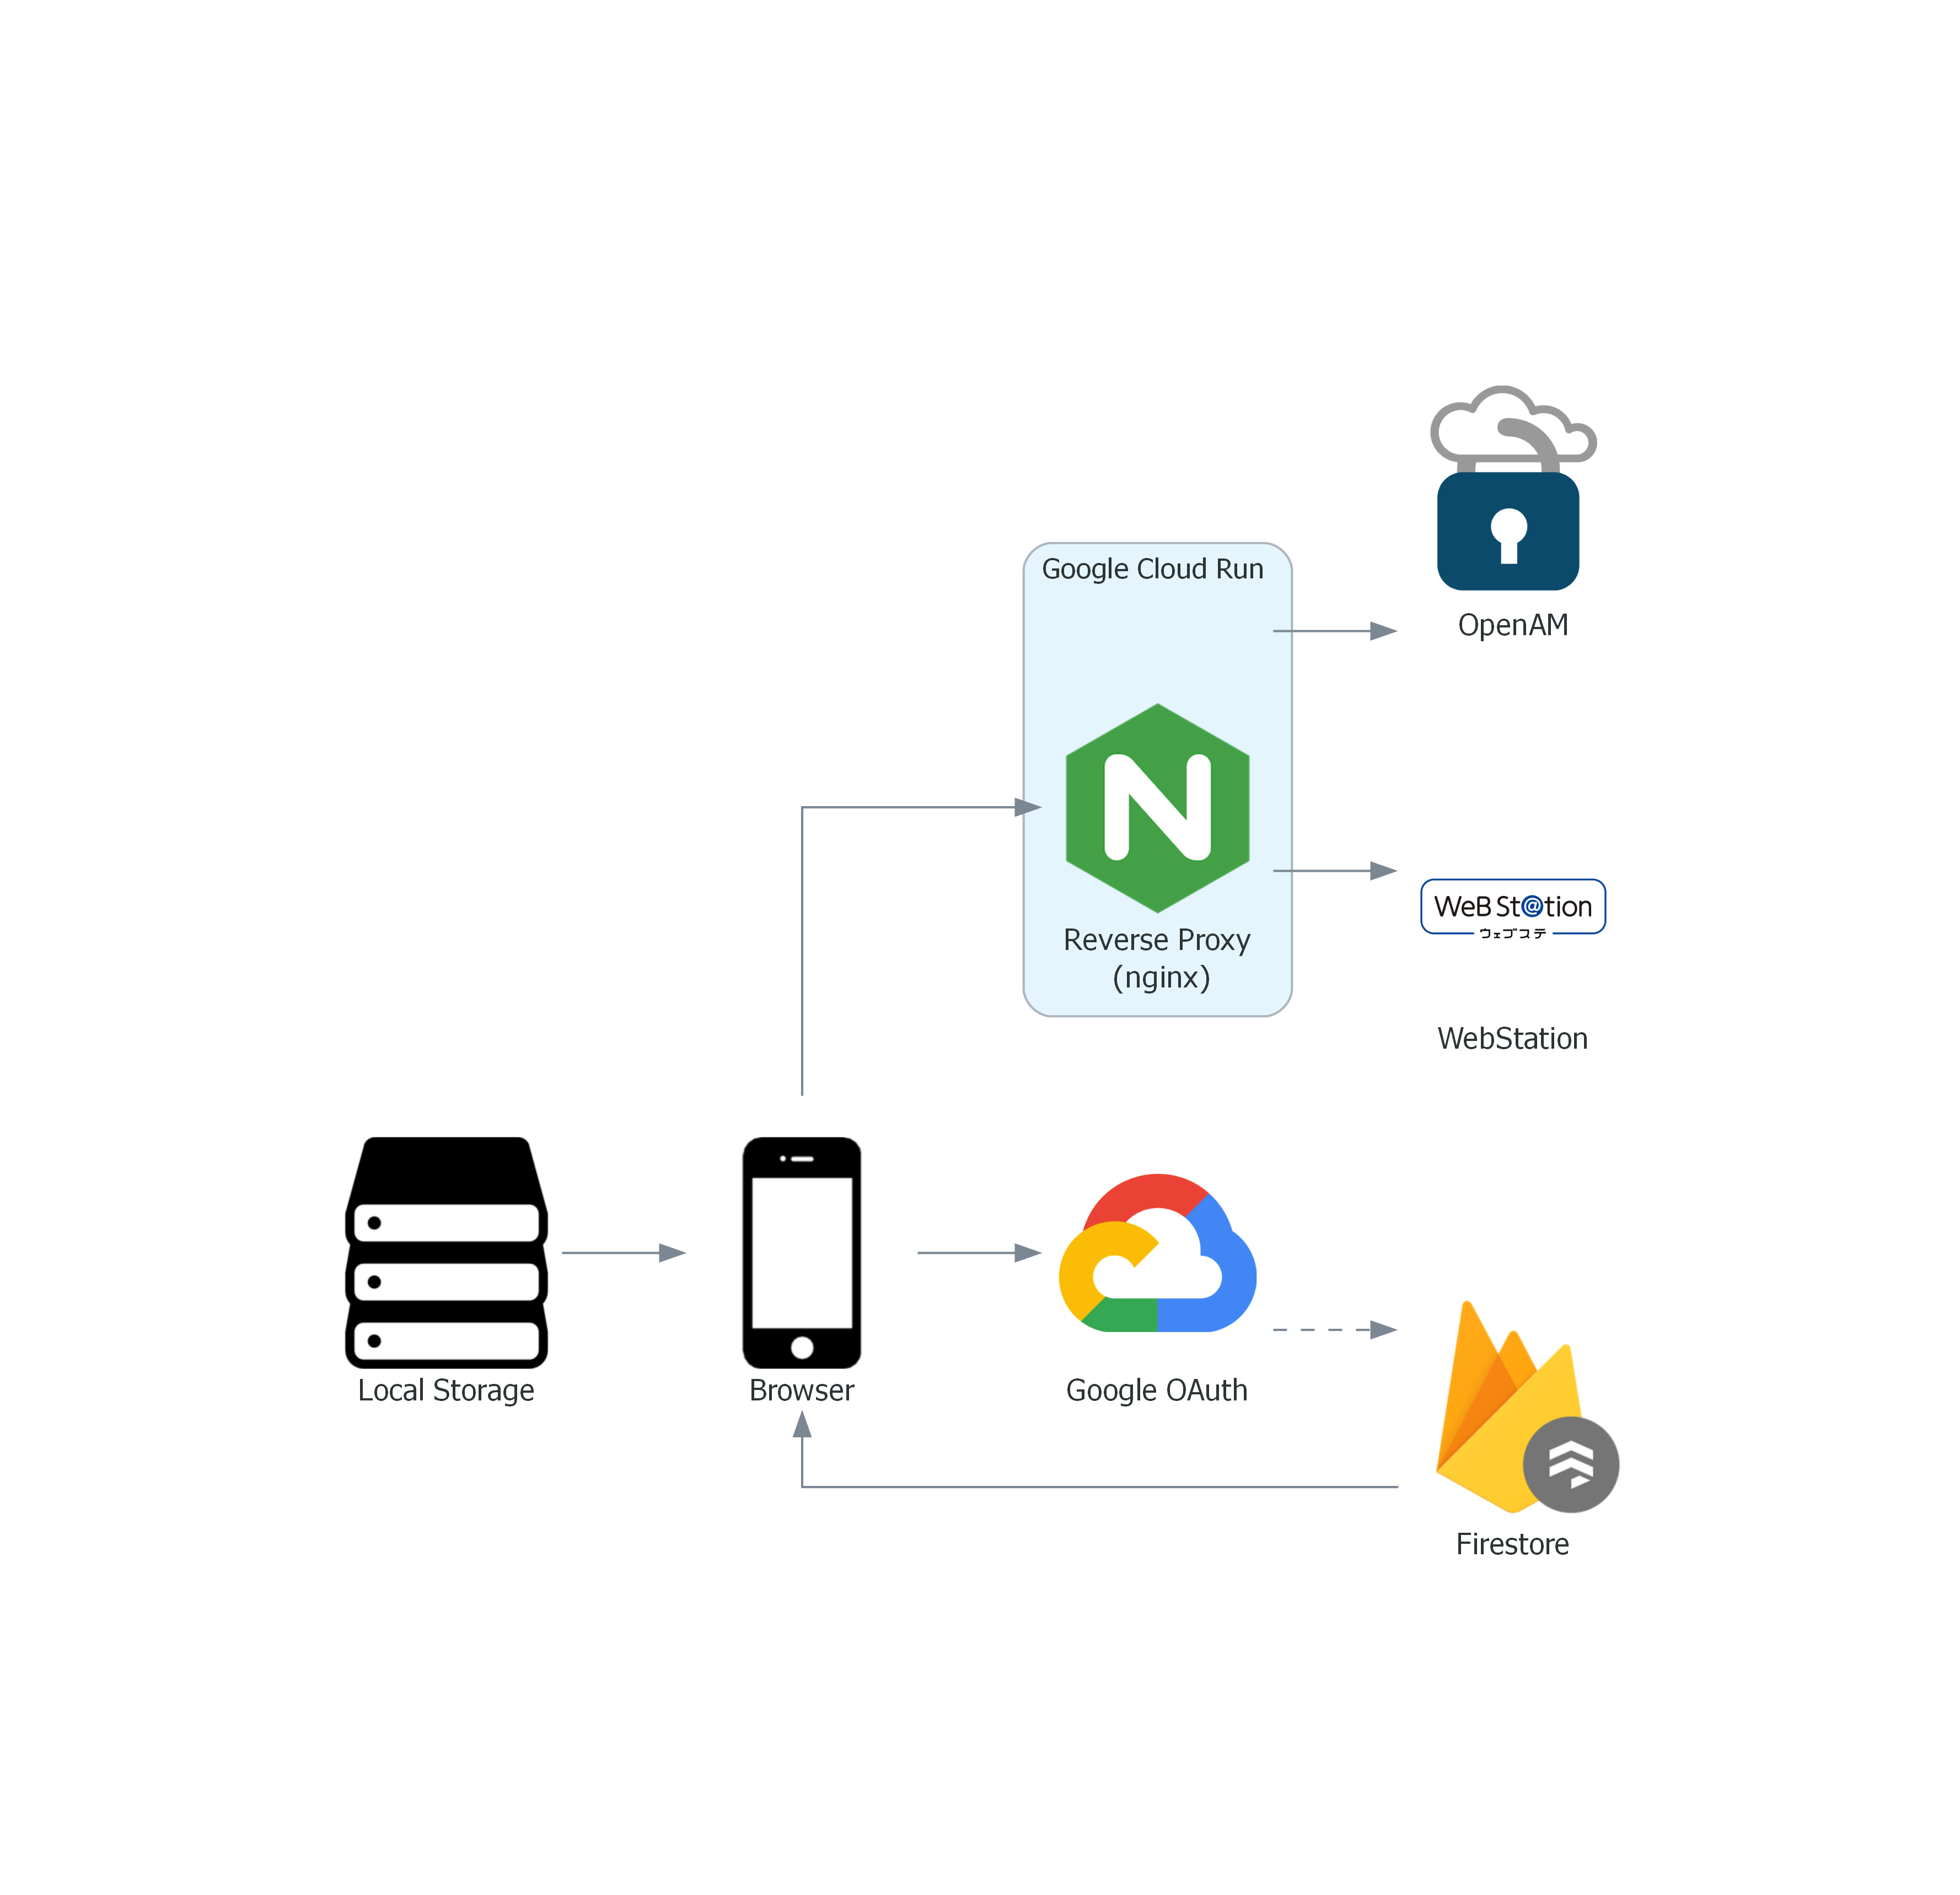 OpenAM
Google Cloud Run
WeB St@tion
ウェブステ
Reverse Proxy
(nginx)
WebStation
Local Storage
Browser
Google OAuth
Firestore